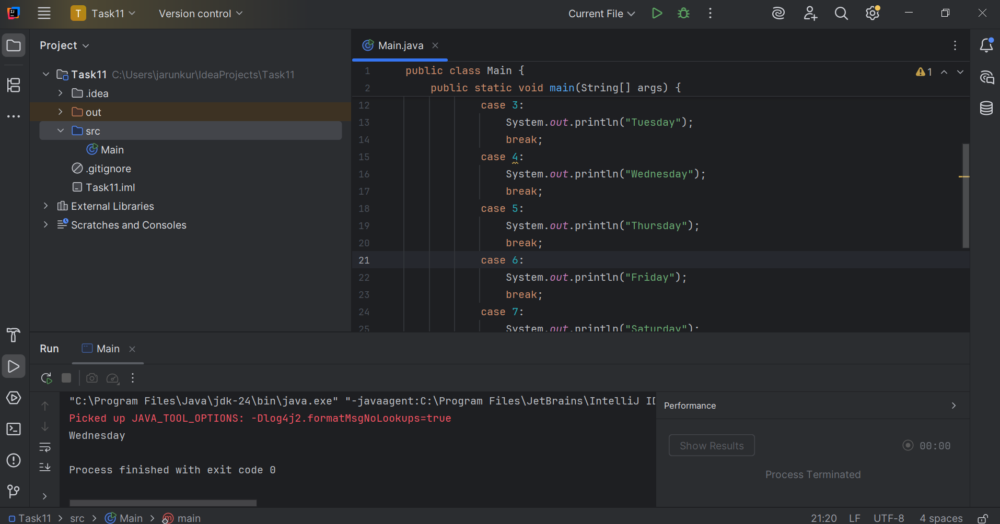 T Task11 Version control Current File
Project
Task11 C:\Users\jarunkur\IdeaProjects\Task11
.idea
out
src
Main
.gitignore
Task11.iml
External Libraries
Scratches and Consoles
Main.java
1 public class Main { 1
2 public static void main(String[] args) {
12 case 3:
13 System.out.println("Tuesday");
14 break;
15 case 4:
16 System.out.println("Wednesday");
17 break;
18 case 5:
19 System.out.println("Thursday");
20 break;
21 case 6:
22 System.out.println("Friday");
23 break;
24 case 7:
25 System.out.println("Saturday");
Run Main
"C:\Program Files\Java\jdk-24\bin\java.exe" "-javaagent:C:\Program Files\JetBrains\IntelliJ ID
Picked up JAVA_TOOL_OPTIONS: -Dlog4j2.formatMsgNoLookups=true
Wednesday
Process finished with exit code 0
Performance
Show Results 00:00
Process Terminated
Task11 src Main main 21:20 LF UTF-8 4 spaces